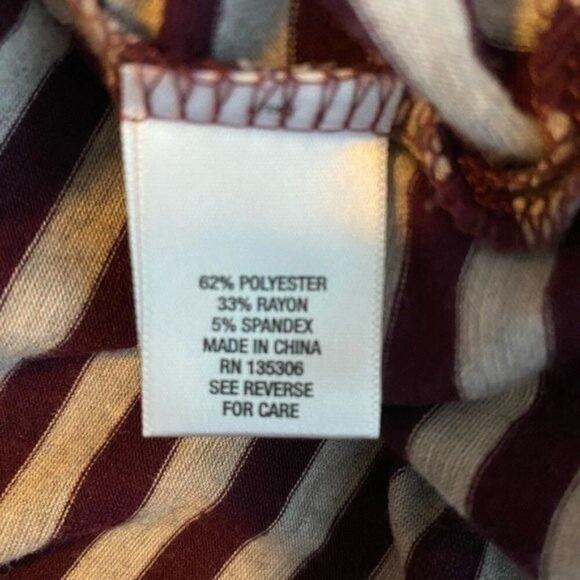 62% POLYESTER
33% RAYON
5% SPANDEX
MADE IN CHINA
RN 135306
SEE REVERSE
FOR CARE